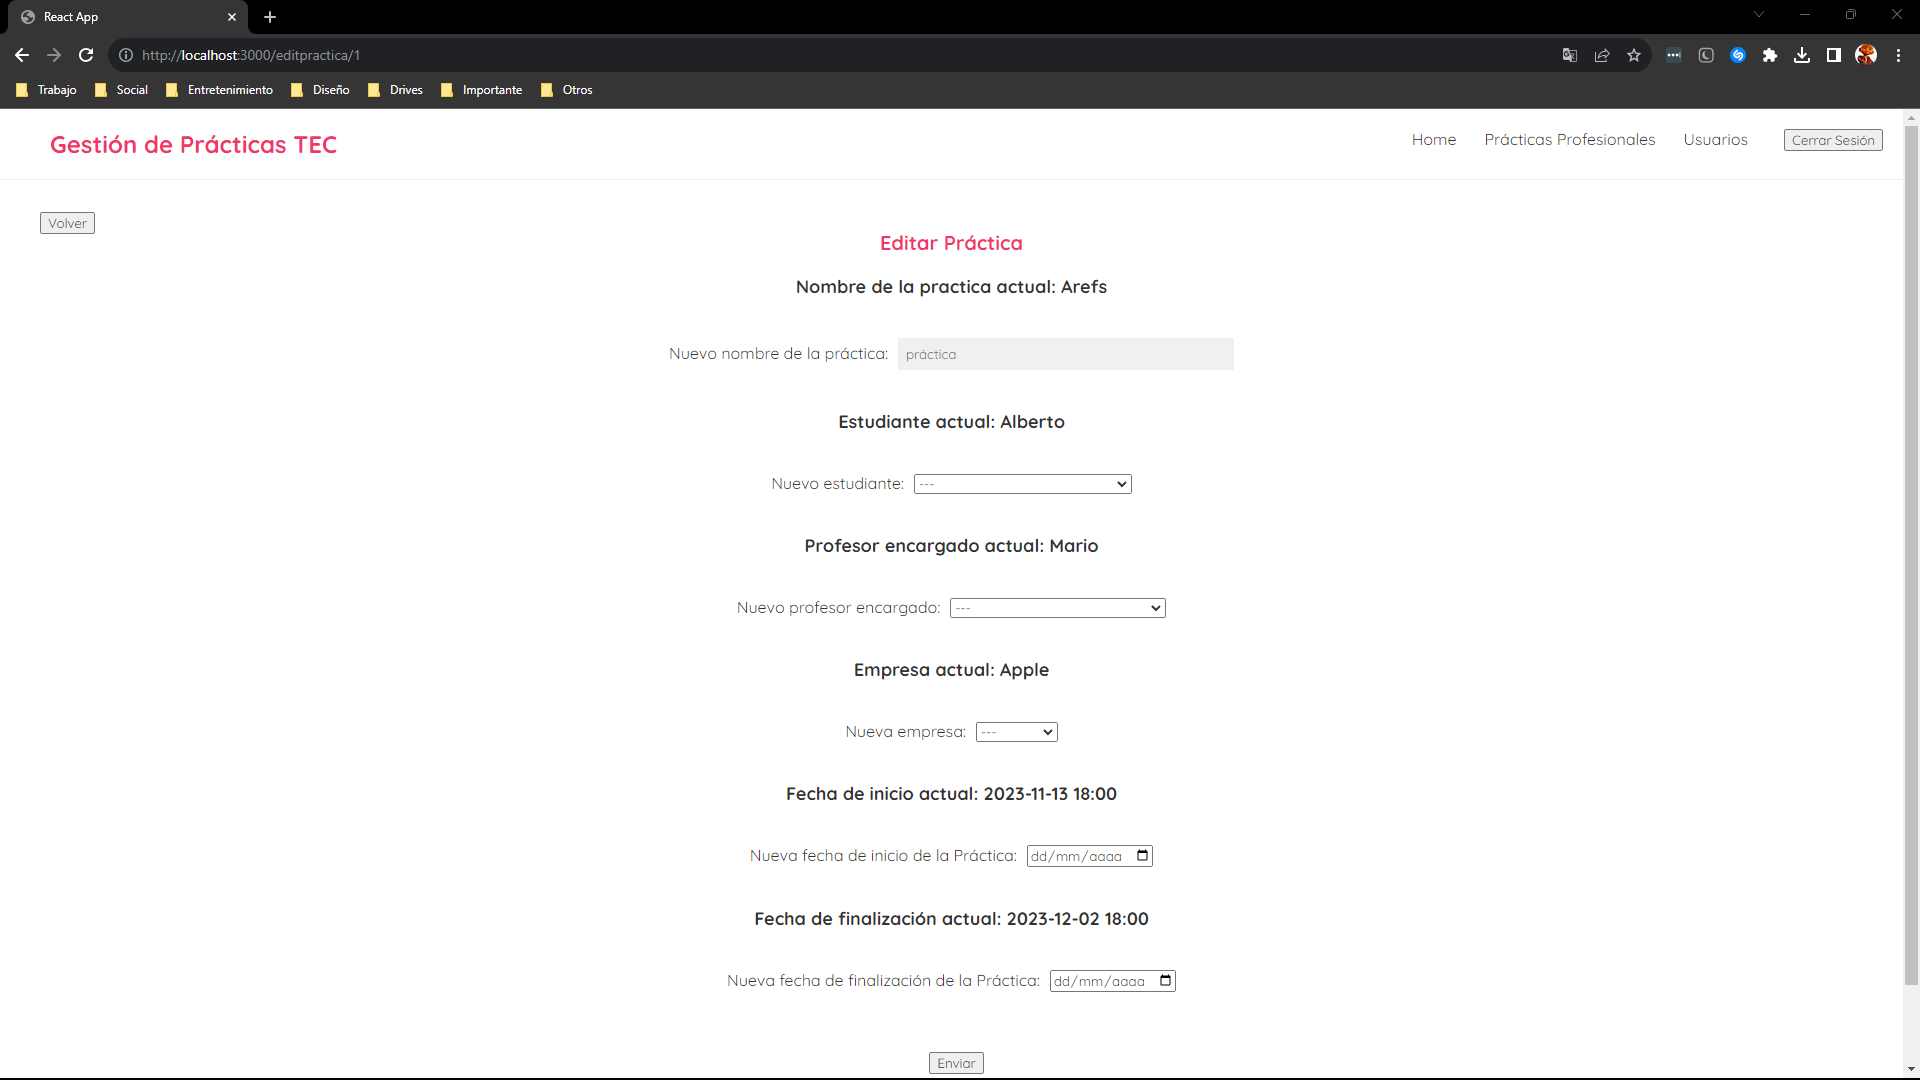 React App
http://localhost:3000/editpractica/1
Trabajo Social Entretenimiento Diseño Drives Importante Otros
Gestión de Prácticas TEC
Home Prácticas Profesionales Usuarios Cerrar Sesión
Volver
Editar Práctica
Nombre de la practica actual: Arefs
Nuevo nombre de la práctica: práctica
Estudiante actual: Alberto
Nuevo estudiante: ---
Profesor encargado actual: Mario
Nuevo profesor encargado: ---
Empresa actual: Apple
Nueva empresa: ---
Fecha de inicio actual: 2023-11-13 18:00
Nueva fecha de inicio de la Práctica: dd/mm/aaaa
Fecha de finalización actual: 2023-12-02 18:00
Nueva fecha de finalización de la Práctica: dd/mm/aaaa
Enviar